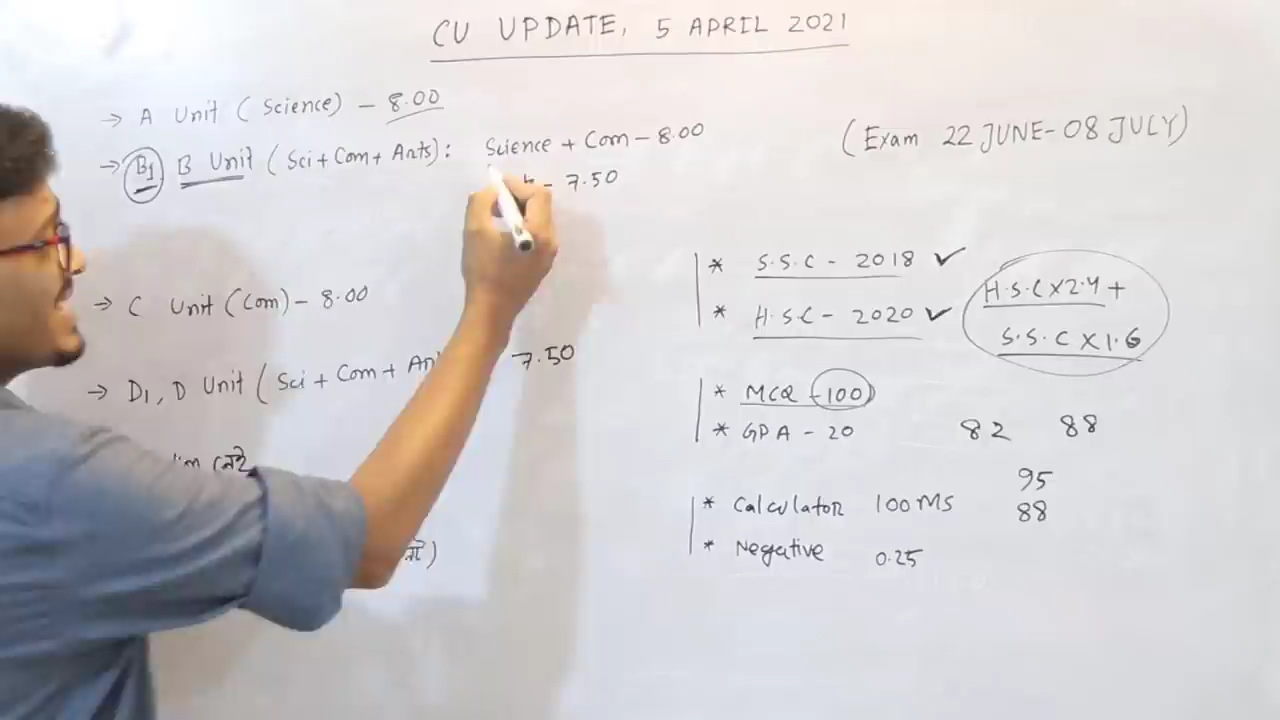 CU UPDATE, 5 APRIL 2021
→ A Unit (Science) - 8.00
→ B1 B Unit (Sci + Com + Arts): Science + Com - 8.00
- 7.50
(Exam 22 JUNE - 08 JULY)
→ C Unit (Com) - 8.00
→ D1, D Unit (Sci + Com + 7.50
নেই
* S.S.C - 2018 ✓
* H.S.C - 2020 ✓
H.S.C X 2.4 +
S.S.C X 1.6
* MCQ - 100
* GPA - 20
82 88
95
88
* Calculator 100 MS
* Negative 0.25